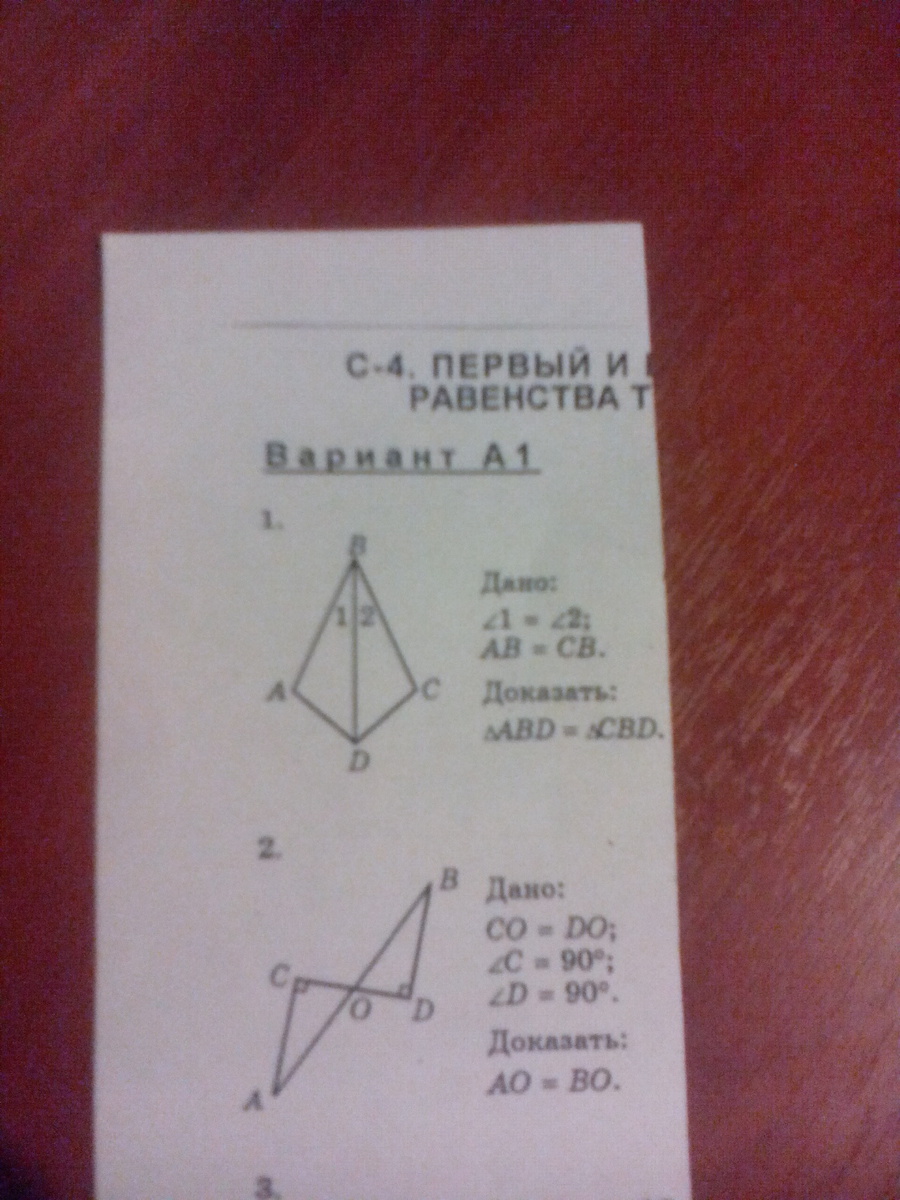 С-4. ПЕРВЫЙ И
РАВЕНСТВА Т
Вариант А1
1.
B
1 2
A
C
D
Дано:
∠1 = ∠2;
AB = CB.
Доказать:
△ABD = △CBD.
2.
B
C
O
D
A
Дано:
CO = DO;
∠C = 90°;
∠D = 90°.
Доказать:
AO = BO.
3.